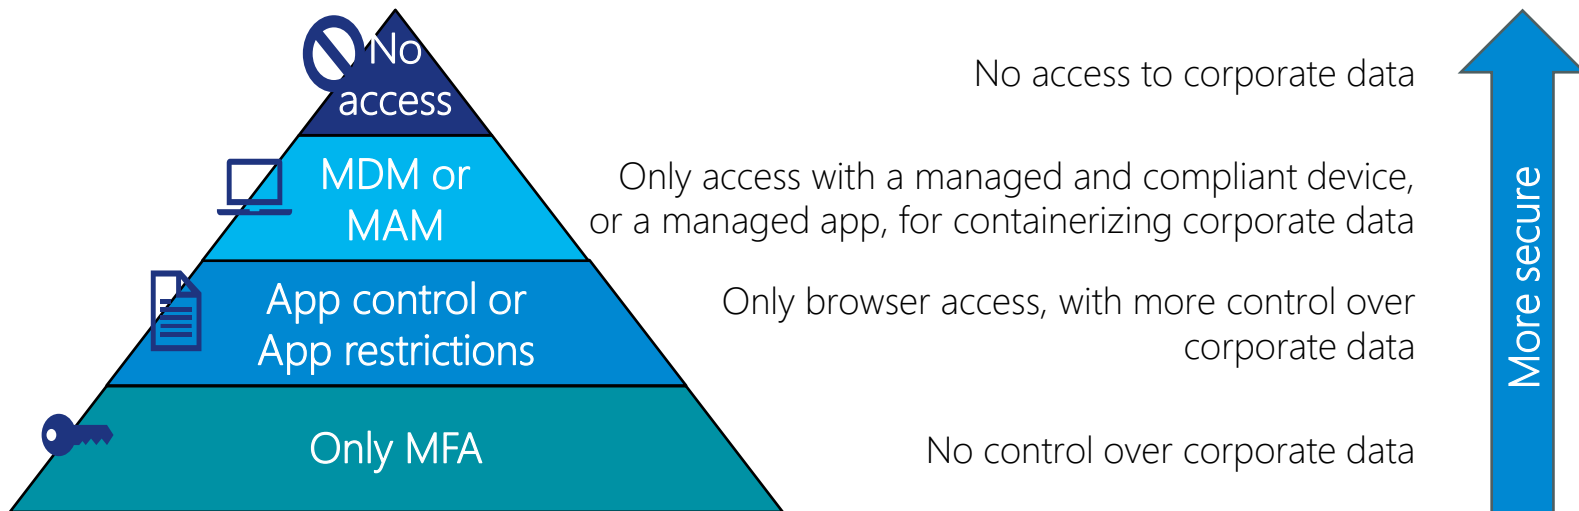 No
access
No access to corporate data
MDM or
MAM
Only access with a managed and compliant device,
or a managed app, for containerizing corporate data
App control or
App restrictions
Only browser access, with more control over
corporate data
Only MFA
No control over corporate data
More secure